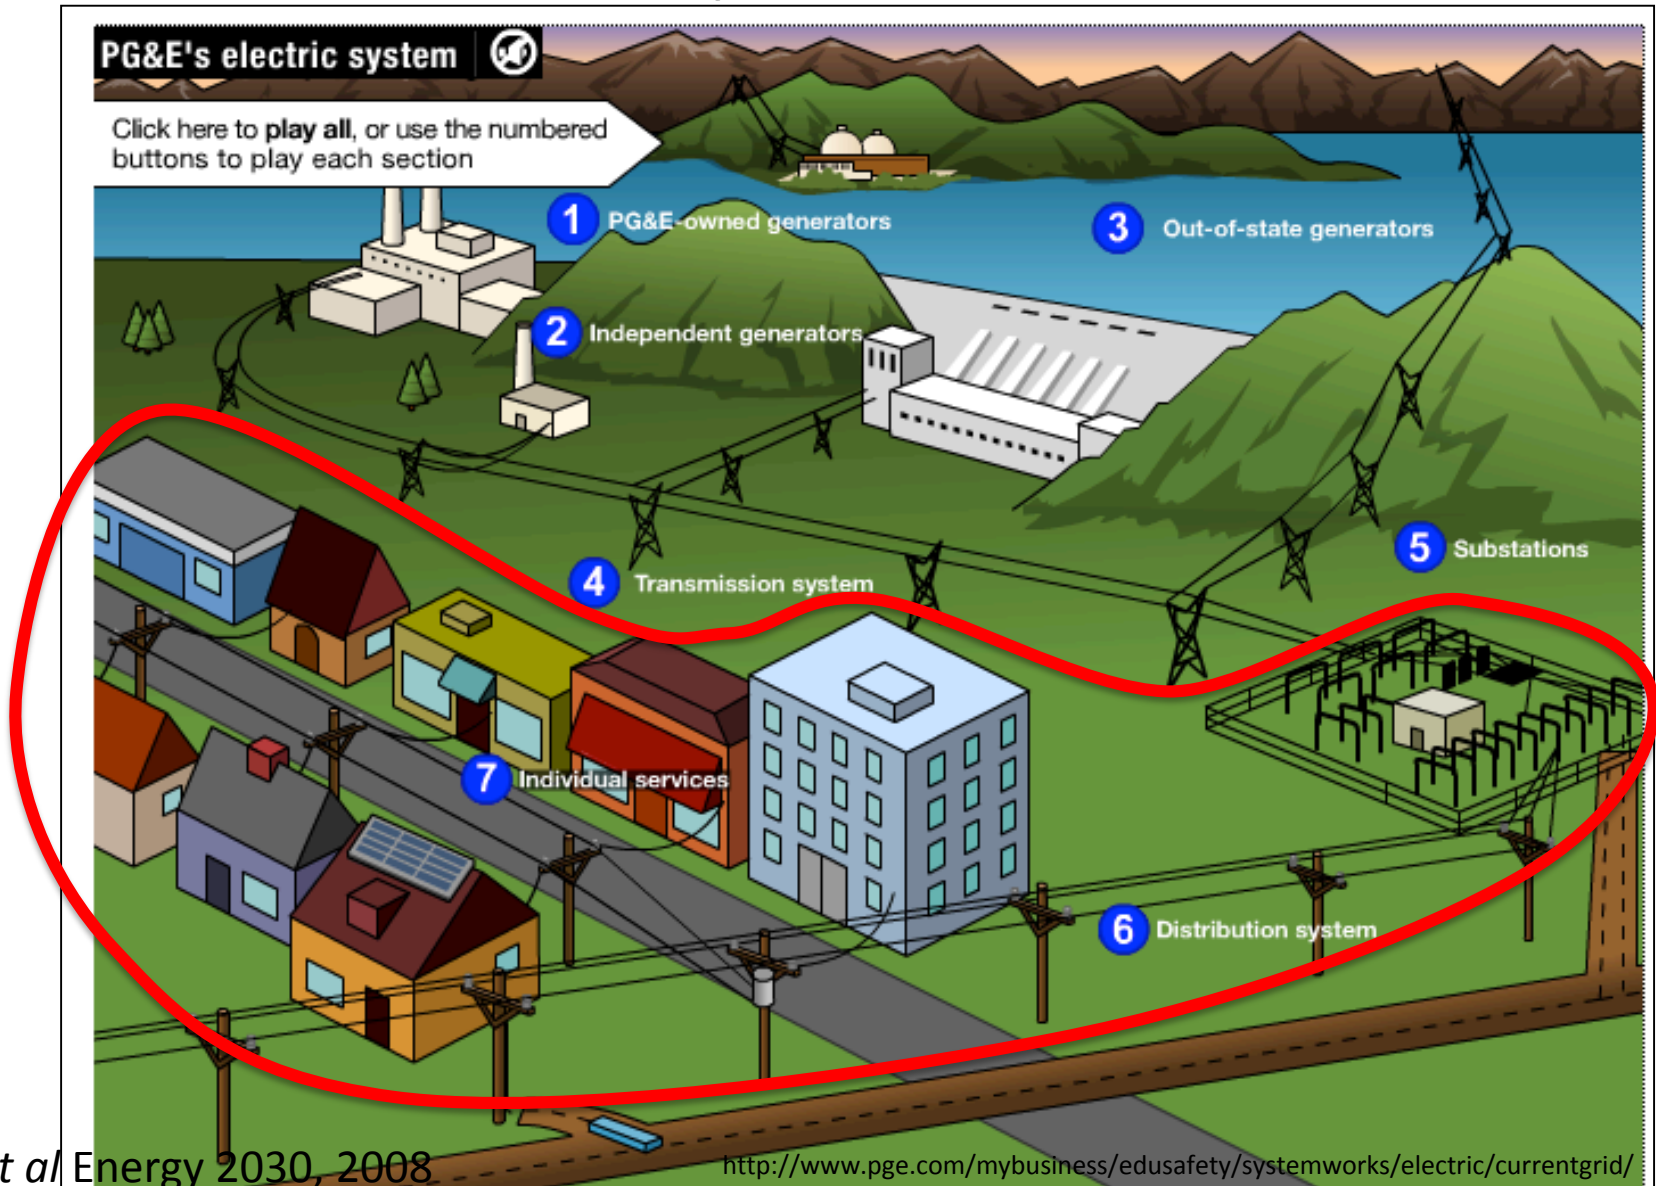 PG&E's electric system
Click here to play all, or use the numbered
buttons to play each section
1 PG&E-owned generators
3 Out-of-state generators
2 Independent generators
5 Substations
4 Transmission system
7 Individual services
6 Distribution system
t al Energy 2030, 2008
http://www.pge.com/mybusiness/edusafety/systemworks/electric/currentgrid/